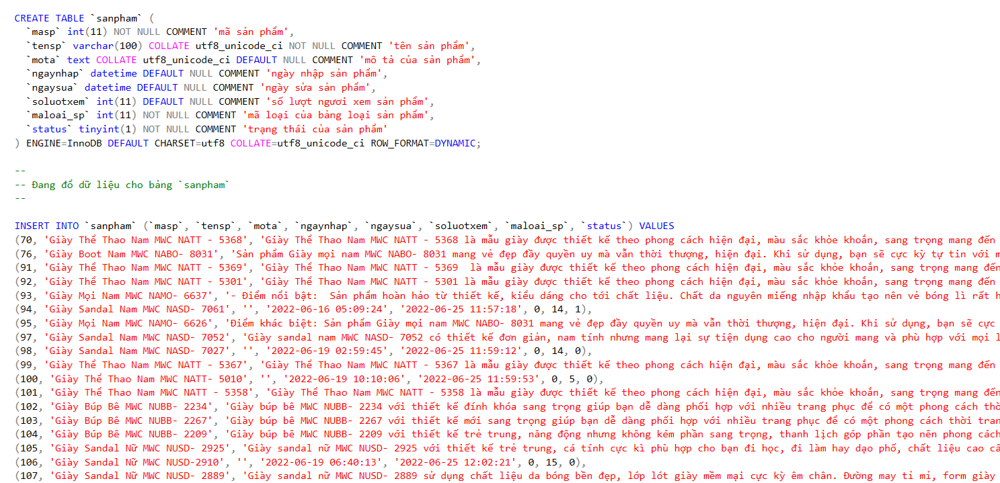 CREATE TABLE `sanpham` (
  `masp` int(11) NOT NULL COMMENT 'mã sản phẩm',
  `tensp` varchar(100) COLLATE utf8_unicode_ci NOT NULL COMMENT 'tên sản phẩm',
  `mota` text COLLATE utf8_unicode_ci DEFAULT NULL COMMENT 'mô tả của sản phẩm',
  `ngaynhap` datetime DEFAULT NULL COMMENT 'ngày nhập sản phẩm',
  `ngaysua` datetime DEFAULT NULL COMMENT 'ngày sửa sản phẩm',
  `soluotxem` int(11) DEFAULT NULL COMMENT 'số lượt ngươi xem sản phẩm',
  `maloai_sp` int(11) NOT NULL COMMENT 'mã loại của bảng loại sản phẩm',
  `status` tinyint(1) NOT NULL COMMENT 'trạng thái của sản phẩm'
) ENGINE=InnoDB DEFAULT CHARSET=utf8 COLLATE=utf8_unicode_ci ROW_FORMAT=DYNAMIC;
--
-- Đang đổ dữ liệu cho bảng `sanpham`
--
INSERT INTO `sanpham` (`masp`, `tensp`, `mota`, `ngaynhap`, `ngaysua`, `soluotxem`, `maloai_sp`, `status`) VALUES
(70, 'Giày Thể Thao Nam MWC NATT - 5368', 'Giày Thể Thao Nam MWC NATT - 5368 là mẫu giày được thiết kế theo phong cách hiện đại, màu sắc khỏe khoắn, sang trọng mang đến
(76, 'Giày Boot Nam MWC NABO- 8031', 'Sản phẩm Giày mọi nam MWC NABO- 8031 mang vẻ đẹp đầy quyền uy mà vẫn thời thượng, hiện đại. Khi sử dụng, bạn sẽ cực kỳ tự tin với
(91, 'Giày Thể Thao Nam MWC NATT - 5369', 'Giày Thể Thao Nam MWC NATT - 5369  là mẫu giày được thiết kế theo phong cách hiện đại, màu sắc khỏe khoắn, sang trọng mang đến
(92, 'Giày Thể Thao Nam MWC NATT - 5301', 'Giày Thể Thao Nam MWC NATT - 5301 là mẫu giày được thiết kế theo phong cách hiện đại, màu sắc khỏe khoắn, sang trọng mang đến
(93, 'Giày Mọi Nam MWC NAMO- 6637', '- Điểm nổi bật:  Sản phẩm hoàn hảo từ thiết kế, kiểu dáng cho tới chất liệu. Chất da nguyên miếng nhập khẩu tạo nên vẻ bóng lì rất
(94, 'Giày Sandal Nam MWC NASD- 7061', '', '2022-06-16 05:09:24', '2022-06-25 11:57:18', 0, 14, 1),
(95, 'Giày Mọi Nam MWC NAMO- 6626', 'Điểm khác biệt: Sản phẩm Giày mọi nam MWC NABO- 8031 mang vẻ đẹp đầy quyền uy mà vẫn thời thượng, hiện đại. Khi sử dụng, bạn sẽ cực
(97, 'Giày Sandal Nam MWC NASD- 7052', 'Giày sandal nam MWC NASD- 7052 có thiết kế đơn giản, nam tính nhưng mang lại sự tiện dụng cao cho người mang và phù hợp với mọi
(98, 'Giày Sandal Nam MWC NASD- 7027', '', '2022-06-19 02:59:45', '2022-06-25 11:59:12', 0, 14, 0),
(99, 'Giày Thể Thao Nam MWC NATT - 5367', 'Giày Thể Thao Nam MWC NATT - 5367 là mẫu giày được thiết kế theo phong cách hiện đại, màu sắc khỏe khoắn, sang trọng mang đến
(100, 'Giày Thể Thao Nam MWC NATT- 5010', '', '2022-06-19 10:10:06', '2022-06-25 11:59:53', 0, 5, 0),
(101, 'Giày Thể Thao Nam MWC NATT - 5358', 'Giày Thể Thao Nam MWC NATT - 5358 là mẫu giày được thiết kế theo phong cách hiện đại, màu sắc khỏe khoắn, sang trọng mang đến
(102, 'Giày Búp Bê MWC NUBB- 2234', 'Giày búp bê MWC NUBB- 2234 với thiết kế đính khóa sang trọng giúp bạn dễ dàng phối hợp với nhiều trang phục để có một phong cách
(103, 'Giày Búp Bê MWC NUBB- 2267', 'Giày búp bê MWC NUBB- 2267 với thiết kế mới sang trọng giúp bạn dễ dàng phối hợp với nhiều trang phục để có một phong cách thời
(104, 'Giày Búp Bê MWC NUBB- 2209', 'Giày búp bê MWC NUBB- 2209 với thiết kế trẻ trung, năng động nhưng không kém phần sang trọng, thanh lịch góp phần tạo nên phong cách
(105, 'Giày Sandal Nữ MWC NUSD- 2925', 'Giày sandal nữ MWC NUSD- 2925 với thiết kế trẻ trung, cá tính cực kì phù hợp cho bạn đi học, đi làm hay dạo phố, chất liệu cao
(106, 'Giày Sandal Nữ MWC NUSD-2910', '', '2022-06-19 06:40:13', '2022-06-25 12:02:21', 0, 15, 0),
(107, 'Giày Sandal Nữ MWC NUSD- 2889', 'Giày sandal nữ MWC NUSD- 2889 sử dụng chất liệu da bóng bền đẹp, lớp lót giày mềm mại cực kỳ êm chân. Đường may tỉ mỉ, form giày